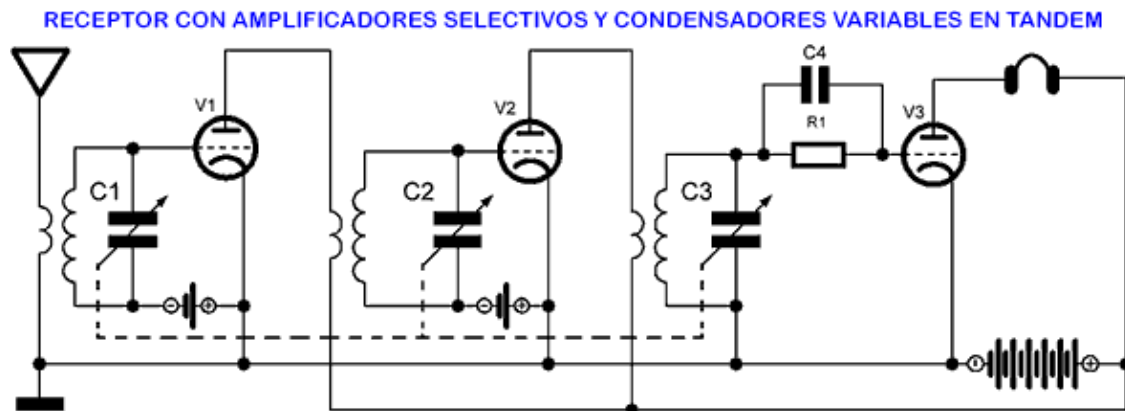 RECEPTOR CON AMPLIFICADORES SELECTIVOS Y CONDENSADORES VARIABLES EN TANDEM
C4
V1
V2
R1
V3
C1
C2
C3